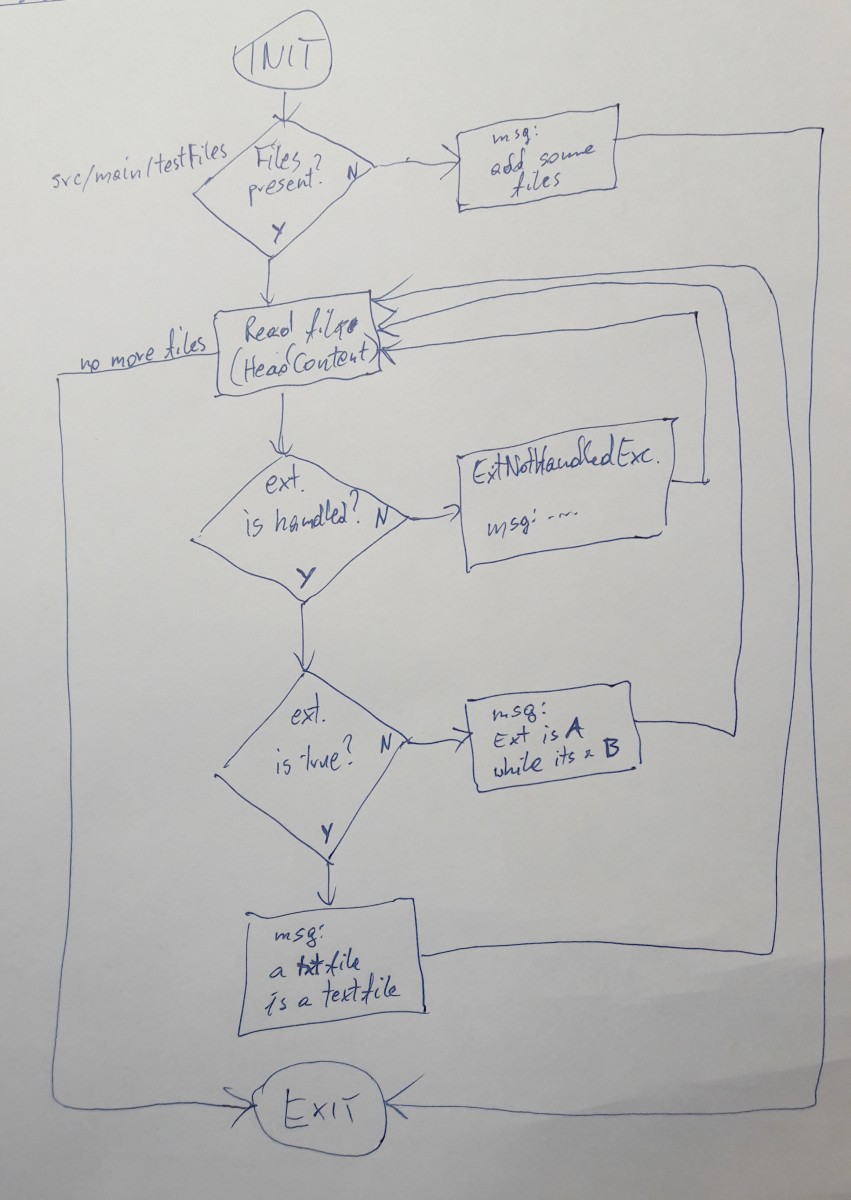 INIT
src/main/testFiles
Files
present?
N
Y
msg:
add some
files
no more files
Read file
(HeadContent)
ext.
is handled?
N
Y
ExtNotHandledExc.
msg: ....
ext.
is true?
N
Y
msg:
Ext is A
while its a B
msg:
a txt file
is a textfile
EXIT